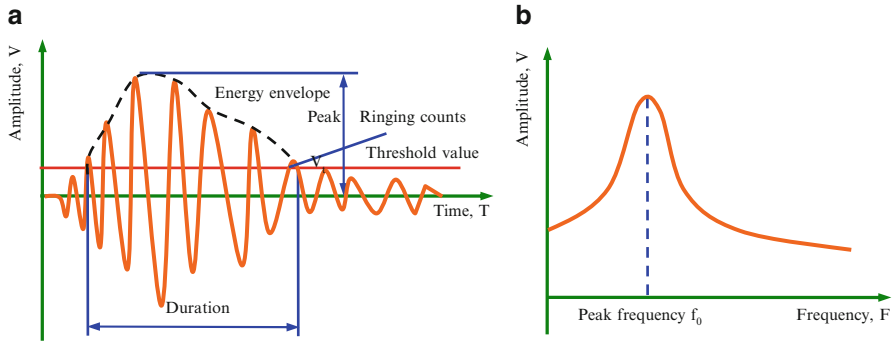 a
Amplitude, V
Energy envelope
Peak
Ringing counts
V
Threshold value
Time, T
Duration
b
Amplitude, V
Peak frequency f₀
Frequency, F